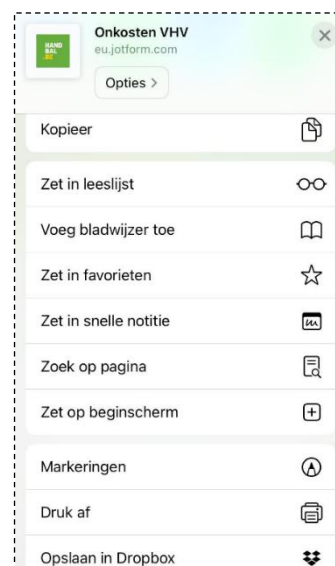 HAND
BAL
.BE
Onkosten VHV
eu.jotform.com
Opties >
Kopieer
Zet in leeslijst
Voeg bladwijzer toe
Zet in favorieten
Zet in snelle notitie
Zoek op pagina
Zet op beginscherm
Markeringen
Druk af
Opslaan in Dropbox